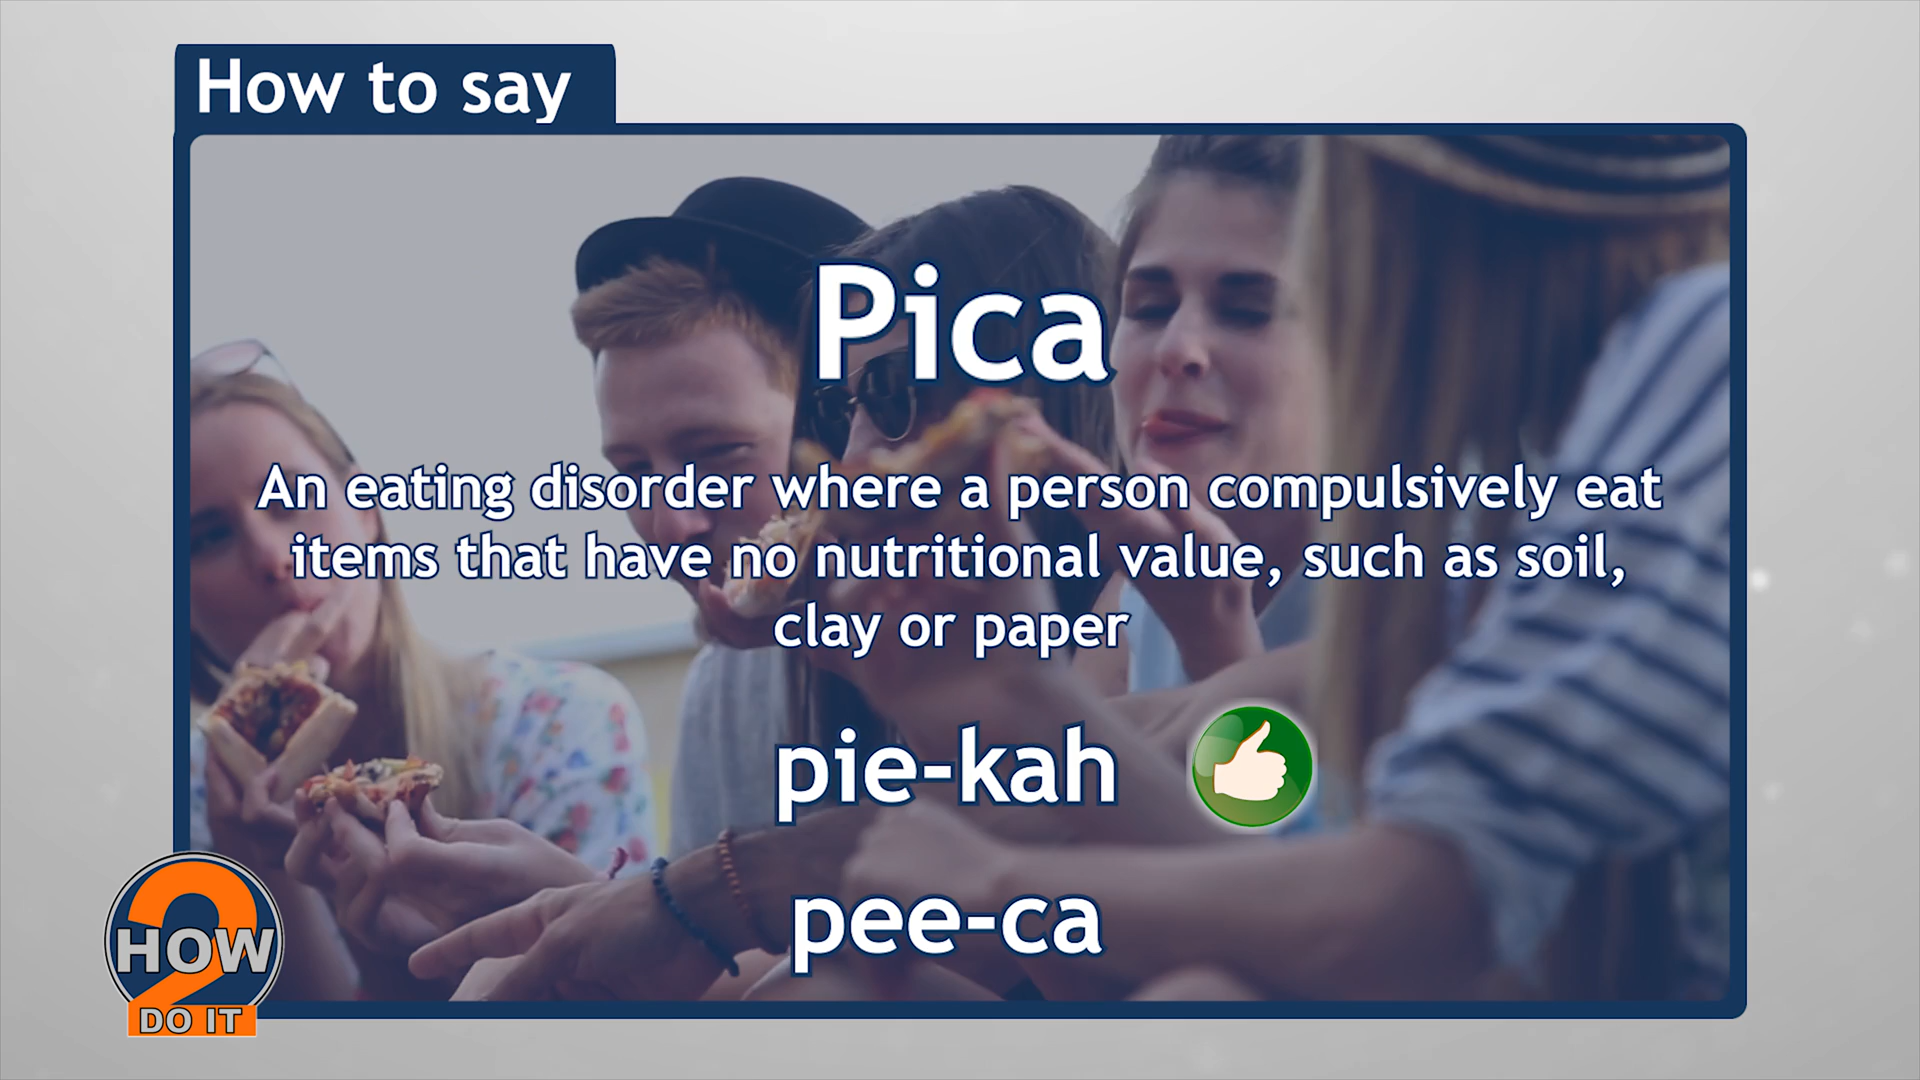 How to say
Pica
An eating disorder where a person compulsively eat
items that have no nutritional value, such as soil,
clay or paper
pie-kah
pee-ca
2
HOW
DO IT